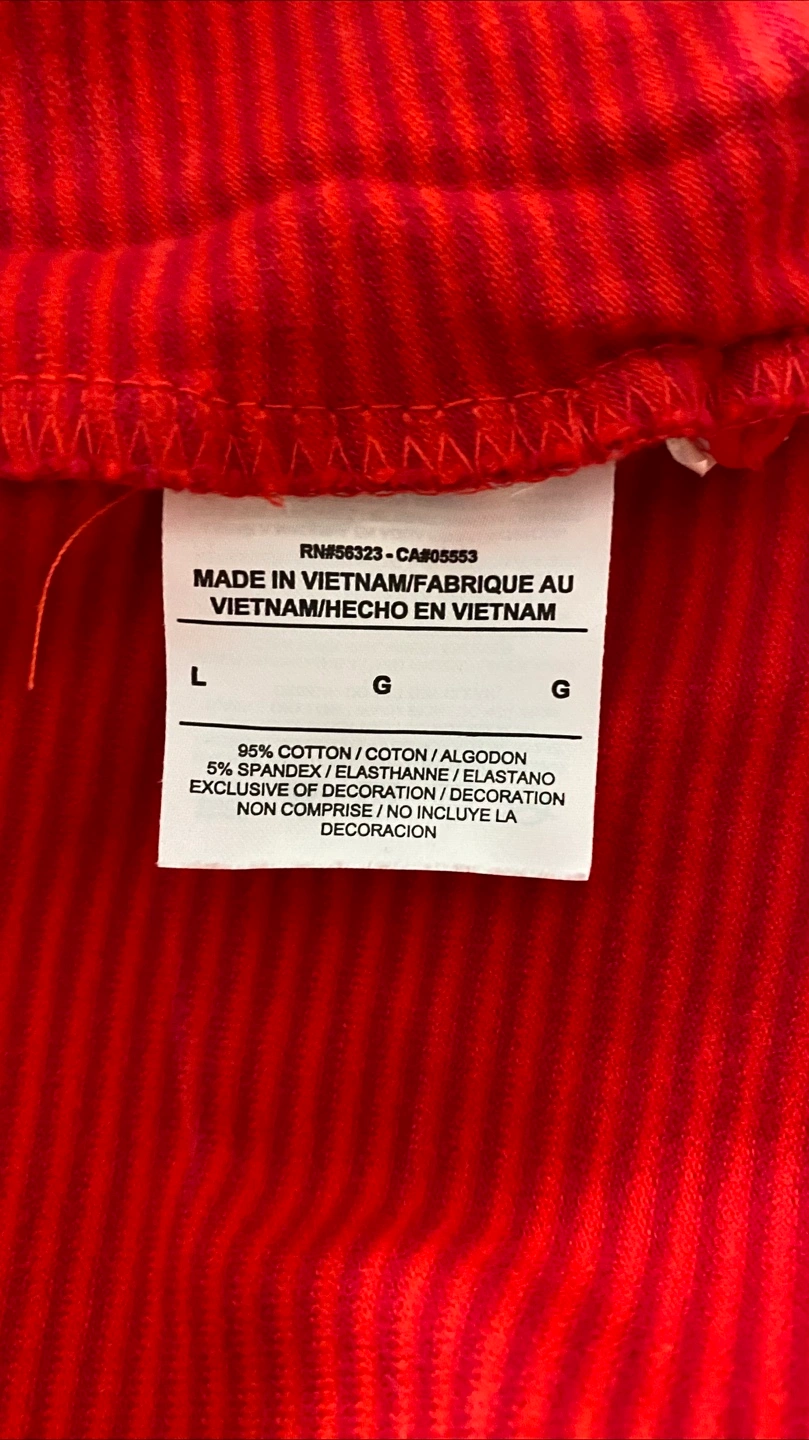 RN#56323 - CA#05553
MADE IN VIETNAM/FABRIQUE AU
VIETNAM/HECHO EN VIETNAM
L G G
95% COTTON / COTON / ALGODON
5% SPANDEX / ELASTHANNE / ELASTANO
EXCLUSIVE OF DECORATION / DECORATION
NON COMPRISE / NO INCLUYE LA
DECORACION